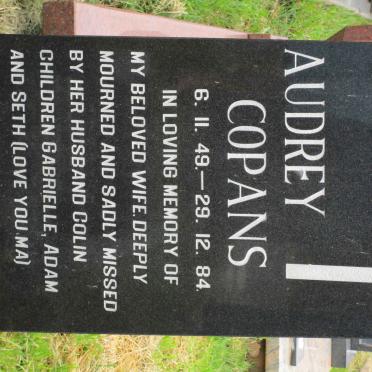 AUDREY
COPANS
6. 11. 49.—29. 12. 84.
IN LOVING MEMORY OF
MY BELOVED WIFE. DEEPLY
MOURNED AND SADLY MISSED
BY HER HUSBAND COLIN
CHILDREN GABRIELLE, ADAM
AND SETH (LOVE YOU MA)